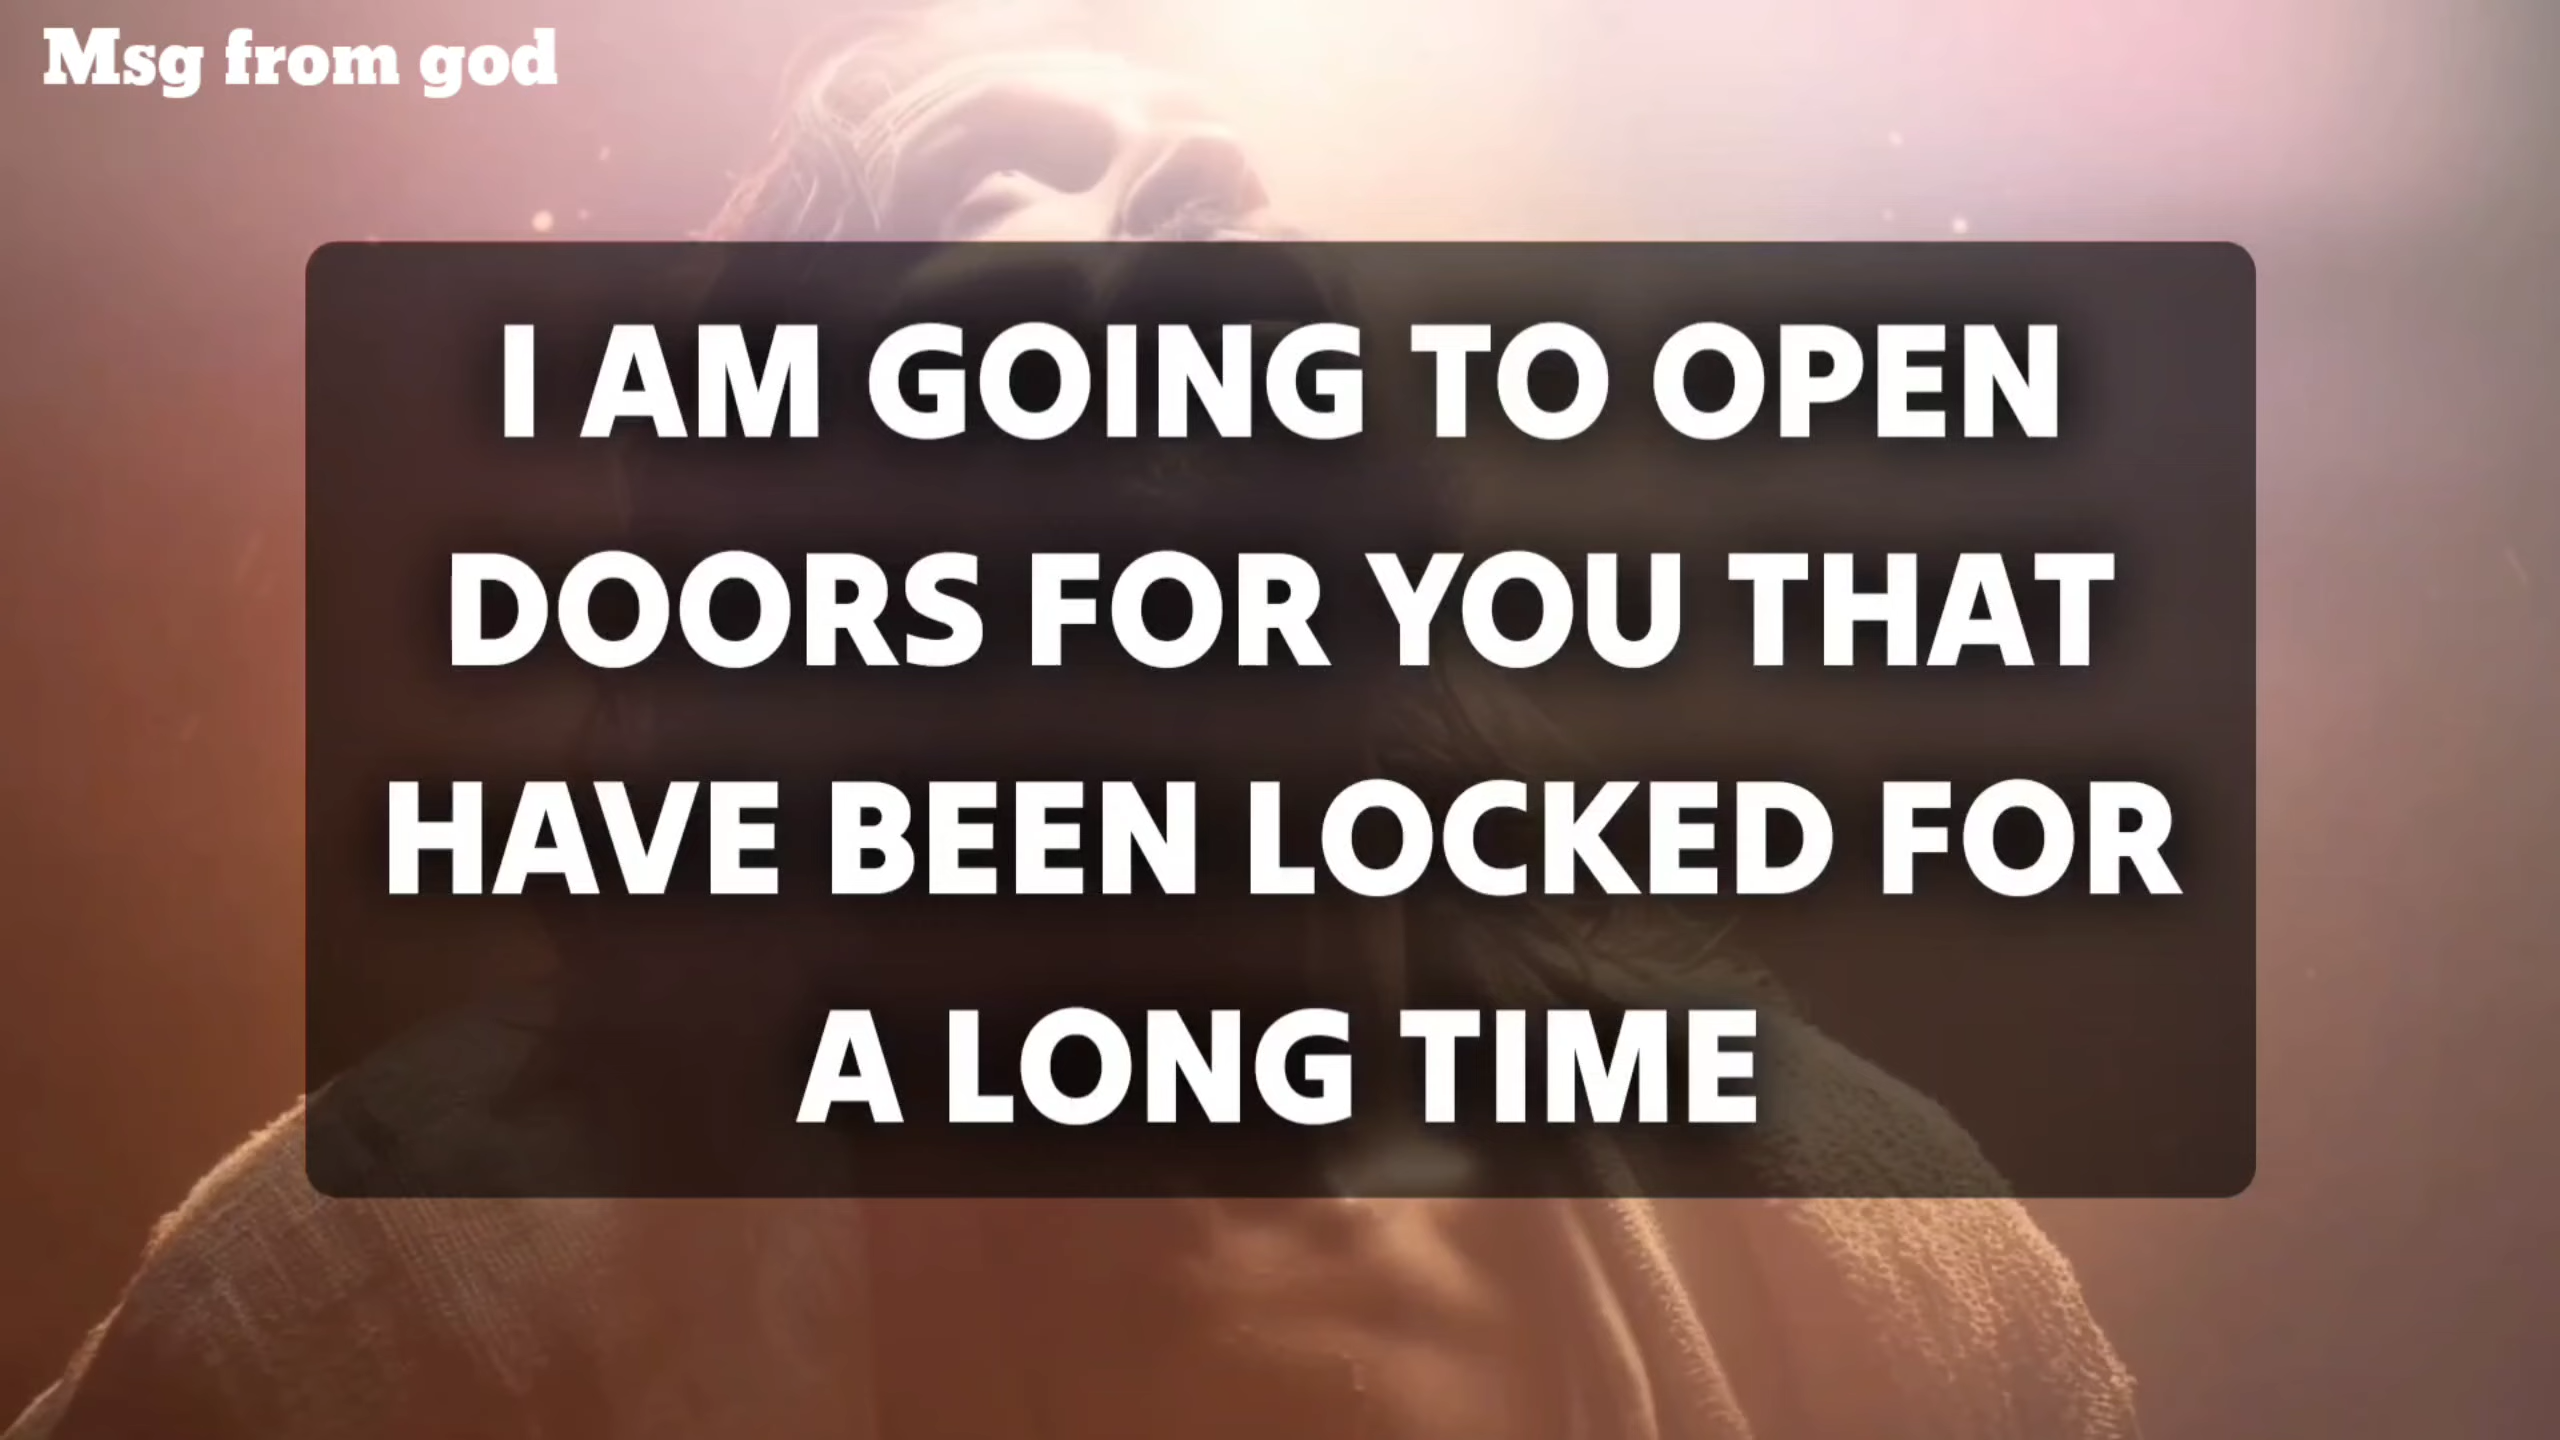 Msg from god
I AM GOING TO OPEN
DOORS FOR YOU THAT
HAVE BEEN LOCKED FOR
A LONG TIME